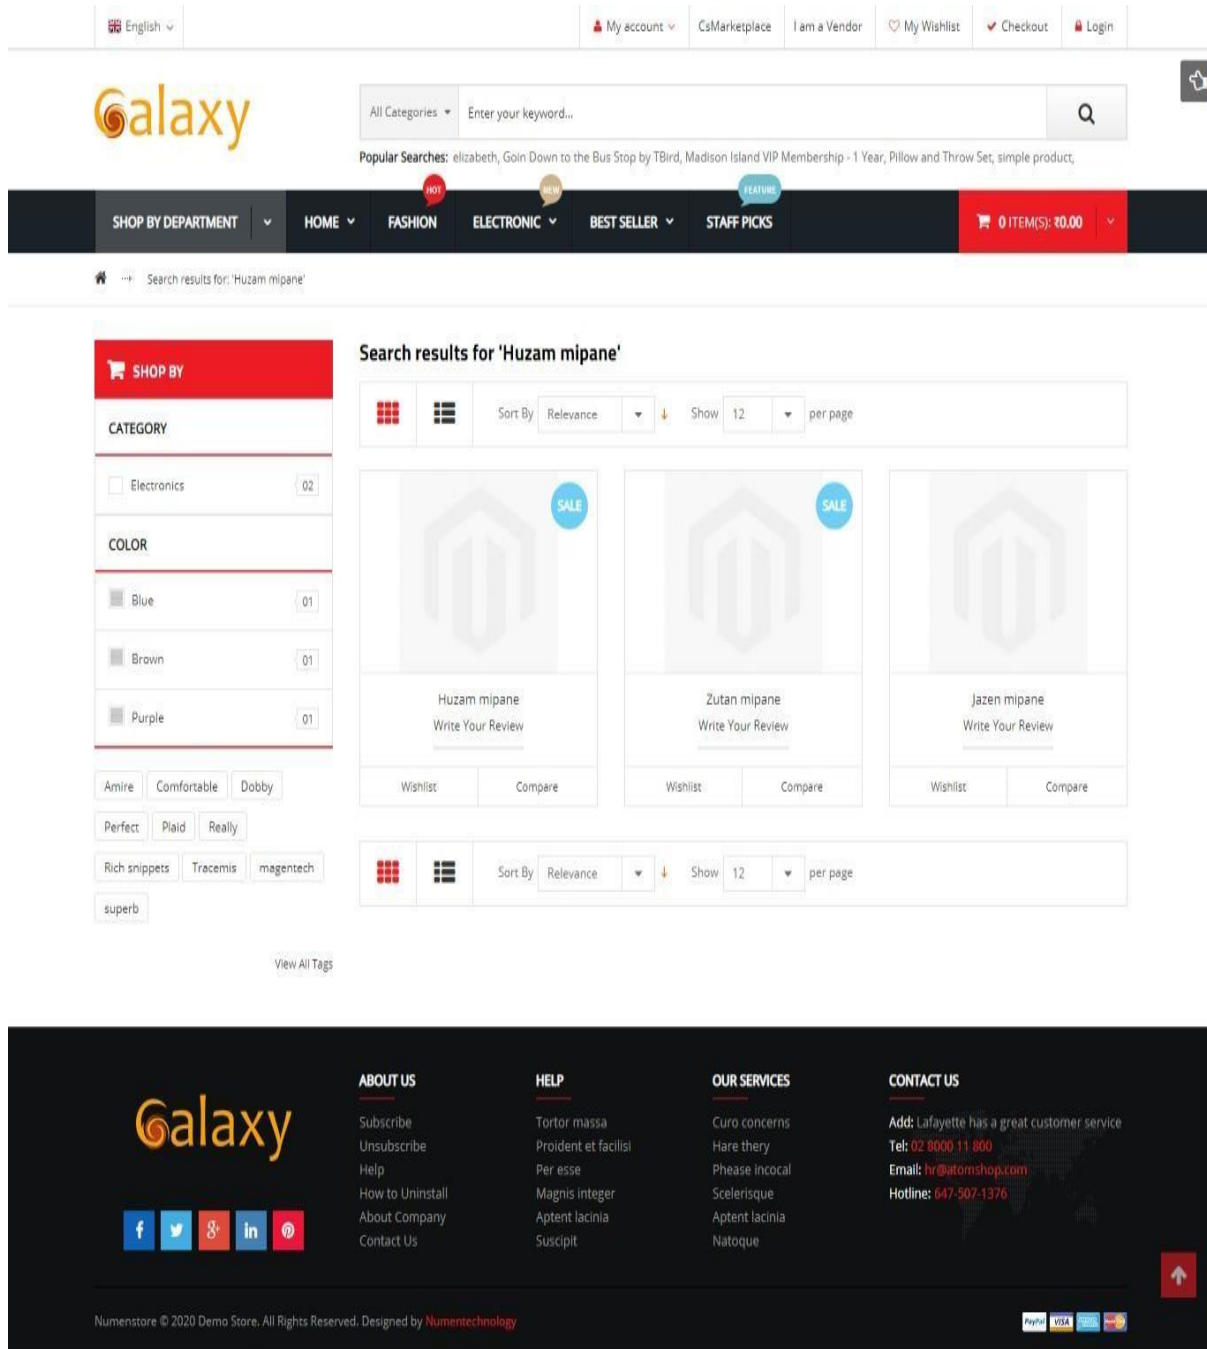 English
My account
CsMarketplace
I am a Vendor
My Wishlist
Checkout
Login
Galaxy
All Categories
Enter your keyword...
Popular Searches: elizabeth, Goin Down to the Bus Stop by TBird, Madison Island VIP Membership - 1 Year, Pillow and Throw Set, simple product,
HOT
NEW
FEATURE
SHOP BY DEPARTMENT
HOME
FASHION
ELECTRONIC
BEST SELLER
STAFF PICKS
0 ITEM(S): ₹0.00
Search results for: 'Huzam mipane'
SHOP BY
CATEGORY
Electronics 02
COLOR
Blue 01
Brown 01
Purple 01
Amire Comfortable Dobby
Perfect Plaid Really
Rich snippets Tracemis magentech
superb
View All Tags
Search results for 'Huzam mipane'
Sort By Relevance Show 12 per page
SALE
Huzam mipane
Write Your Review
Wishlist Compare
SALE
Zutan mipane
Write Your Review
Wishlist Compare
Jazen mipane
Write Your Review
Wishlist Compare
Sort By Relevance Show 12 per page
Galaxy
f
g+
in
ABOUT US
Subscribe
Unsubscribe
Help
How to Uninstall
About Company
Contact Us
HELP
Tortor massa
Proident et facilisi
Per esse
Magnis integer
Aptent lacinia
Suscipit
OUR SERVICES
Curo concerns
Hare thery
Phease incocal
Scelerisque
Aptent lacinia
Natoque
CONTACT US
Add: Lafayette has a great customer service
Tel: 02 8000 11 800
Email: hr@atomshop.com
Hotline: 647-507-1376
Numenstore © 2020 Demo Store. All Rights Reserved. Designed by Numentechnology
PayPal
VISA